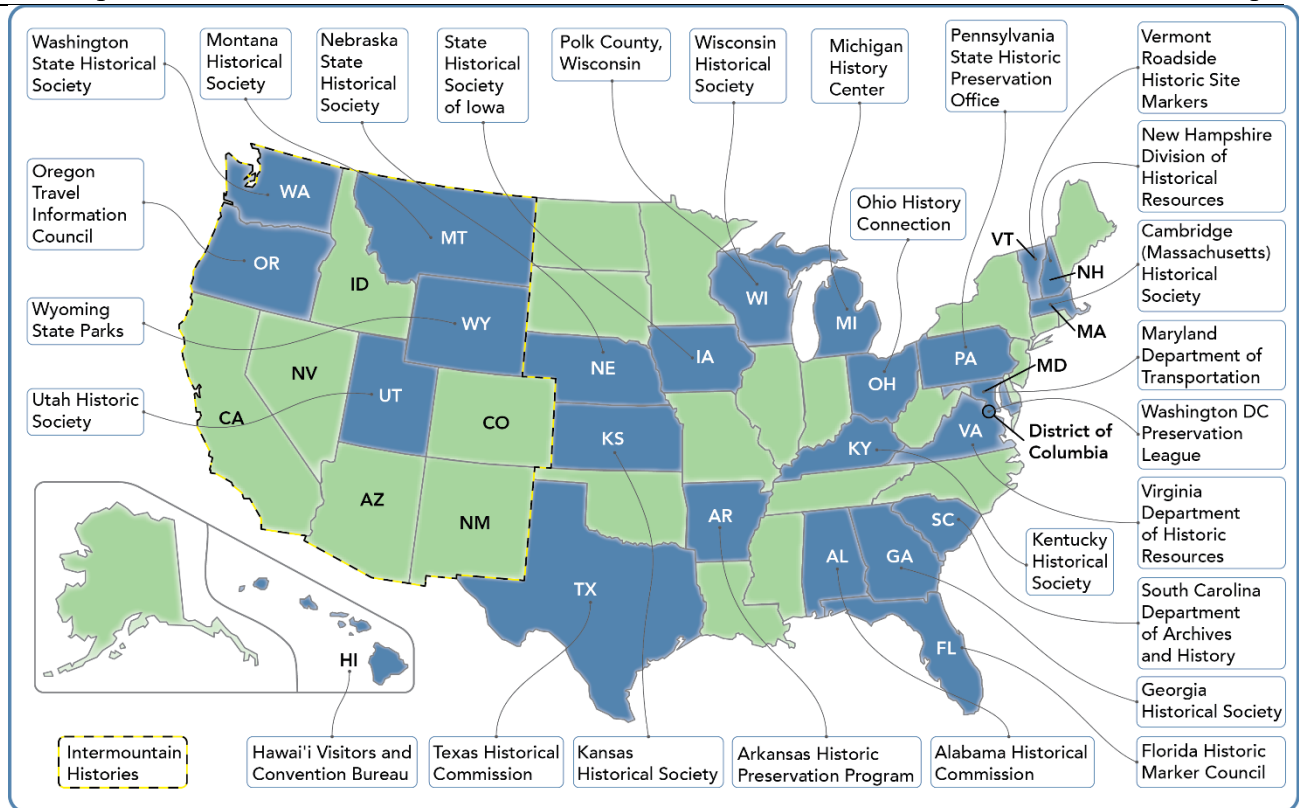 Washington
State Historical
Society
Montana
Historical
Society
Nebraska
State
Historical
Society
State
Historical
Society
of Iowa
Polk County,
Wisconsin
Wisconsin
Historical
Society
Michigan
History
Center
Pennsylvania
State Historic
Preservation
Office
Vermont
Roadside
Historic Site
Markers
New Hampshire
Division of
Historical
Resources
Cambridge
(Massachusetts)
Historical
Society
Maryland
Department of
Transportation
Washington DC
Preservation
League
Virginia
Department
of Historic
Resources
South Carolina
Department
of Archives
and History
Georgia
Historical Society
Florida Historic
Marker Council
Oregon
Travel
Information
Council
Wyoming
State Parks
Utah Historic
Society
Ohio History
Connection
Kentucky
Historical
Society
WA
OR
MT
ID
WY
NV
UT
CA
CO
AZ
NM
NE
KS
IA
WI
MI
OH
PA
VT
NH
MA
MD
District of
Columbia
VA
KY
SC
AR
AL
GA
TX
FL
HI
Intermountain
Histories
Hawai'i Visitors and
Convention Bureau
Texas Historical
Commission
Kansas
Historical Society
Arkansas Historic
Preservation Program
Alabama Historical
Commission